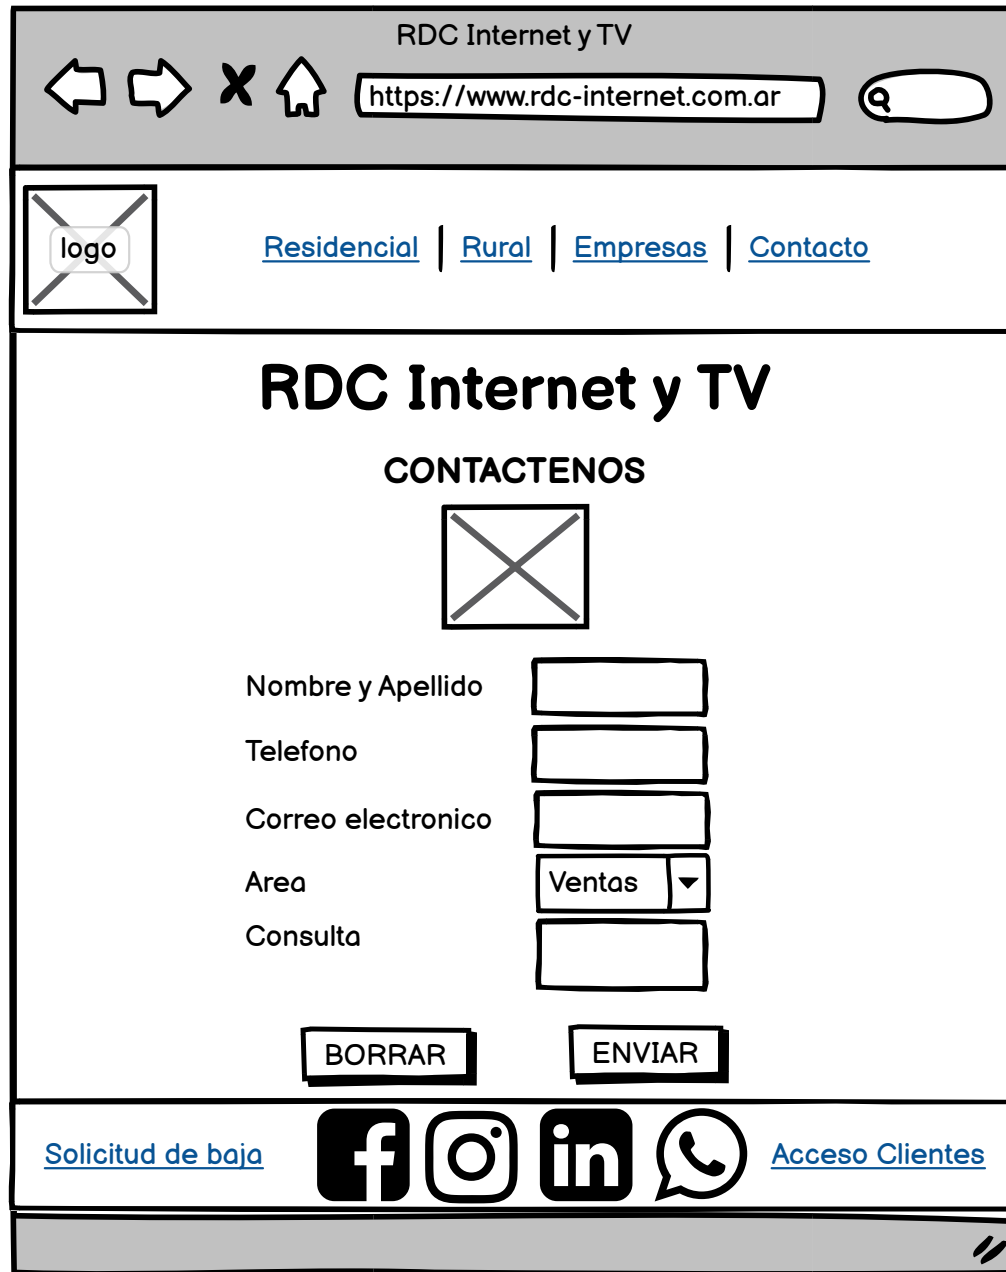 RDC Internet y TV
https://www.rdc-internet.com.ar
logo
Residencial Rural Empresas Contacto
RDC Internet y TV
CONTACTENOS
Nombre y Apellido
Telefono
Correo electronico
Area Ventas
Consulta
BORRAR ENVIAR
Solicitud de baja f in Acceso Clientes